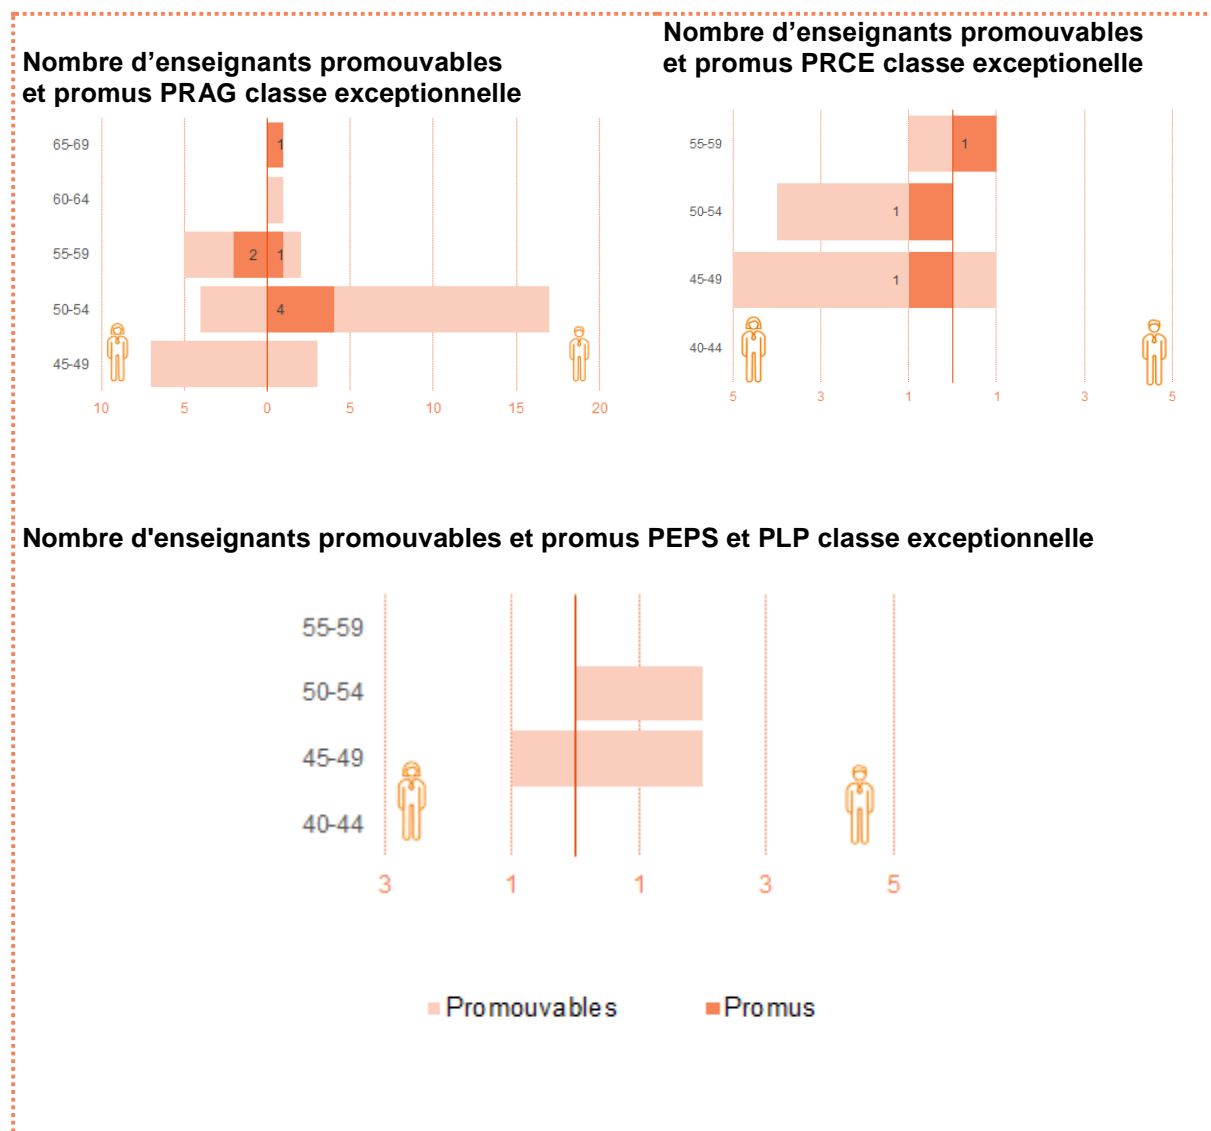 Nombre d’enseignants promouvables
et promus PRAG classe exceptionnelle
65-69
1
60-64
55-59
2
1
50-54
4
45-49
10 5 0 5 10 15 20
Nombre d’enseignants promouvables
et promus PRCE classe exceptionelle
55-59
1
50-54
1
45-49
1
40-44
5 3 1 1 3 5
Nombre d'enseignants promouvables et promus PEPS et PLP classe exceptionnelle
55-59
50-54
45-49
40-44
3 1 1 3 5
Promouvables Promus